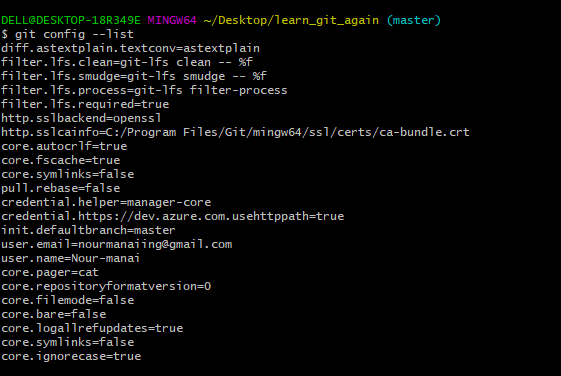 DELL@DESKTOP-18R349E MINGW64 ~/Desktop/learn_git_again (master)
$ git config --list
diff.astextplain.textconv=astextplain
filter.lfs.clean=git-lfs clean -- %f
filter.lfs.smudge=git-lfs smudge -- %f
filter.lfs.process=git-lfs filter-process
filter.lfs.required=true
http.sslbackend=openssl
http.sslcainfo=C:/Program Files/Git/mingw64/ssl/certs/ca-bundle.crt
core.autocrlf=true
core.fscache=true
core.symlinks=false
pull.rebase=false
credential.helper=manager-core
credential.https://dev.azure.com.usehttppath=true
init.defaultbranch=master
user.email=nourmanaiing@gmail.com
user.name=Nour-manai
core.pager=cat
core.repositoryformatversion=0
core.filemode=false
core.bare=false
core.logallrefupdates=true
core.symlinks=false
core.ignorecase=true